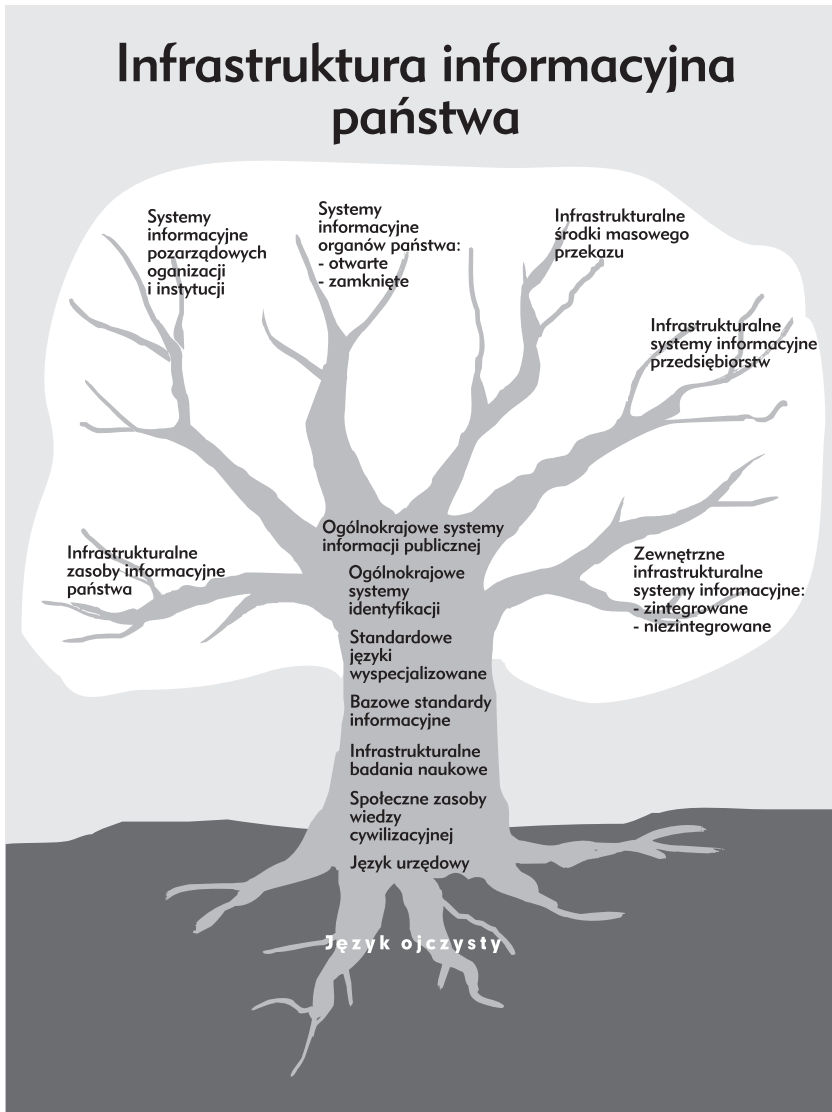 Infrastruktura informacyjna
państwa
Systemy
informacyjne
pozarządowych
oganizacji
i instytucji
Systemy
informacyjne
organów państwa:
- otwarte
- zamknięte
Infrastrukturalne
środki masowego
przekazu
Infrastrukturalne
systemy informacyjne
przedsiębiorstw
Infrastrukturalne
zasoby informacyjne
państwa
Zewnętrzne
infrastrukturalne
systemy informacyjne:
- zintegrowane
- niezintegrowane
Ogólnokrajowe systemy
informacji publicznej
Ogólnokrajowe
systemy
identyfikacji
Standardowe
języki
wyspecjalizowane
Bazowe standardy
informacyjne
Infrastrukturalne
badania naukowe
Społeczne zasoby
wiedzy
cywilizacyjnej
Język urzędowy
Język ojczysty